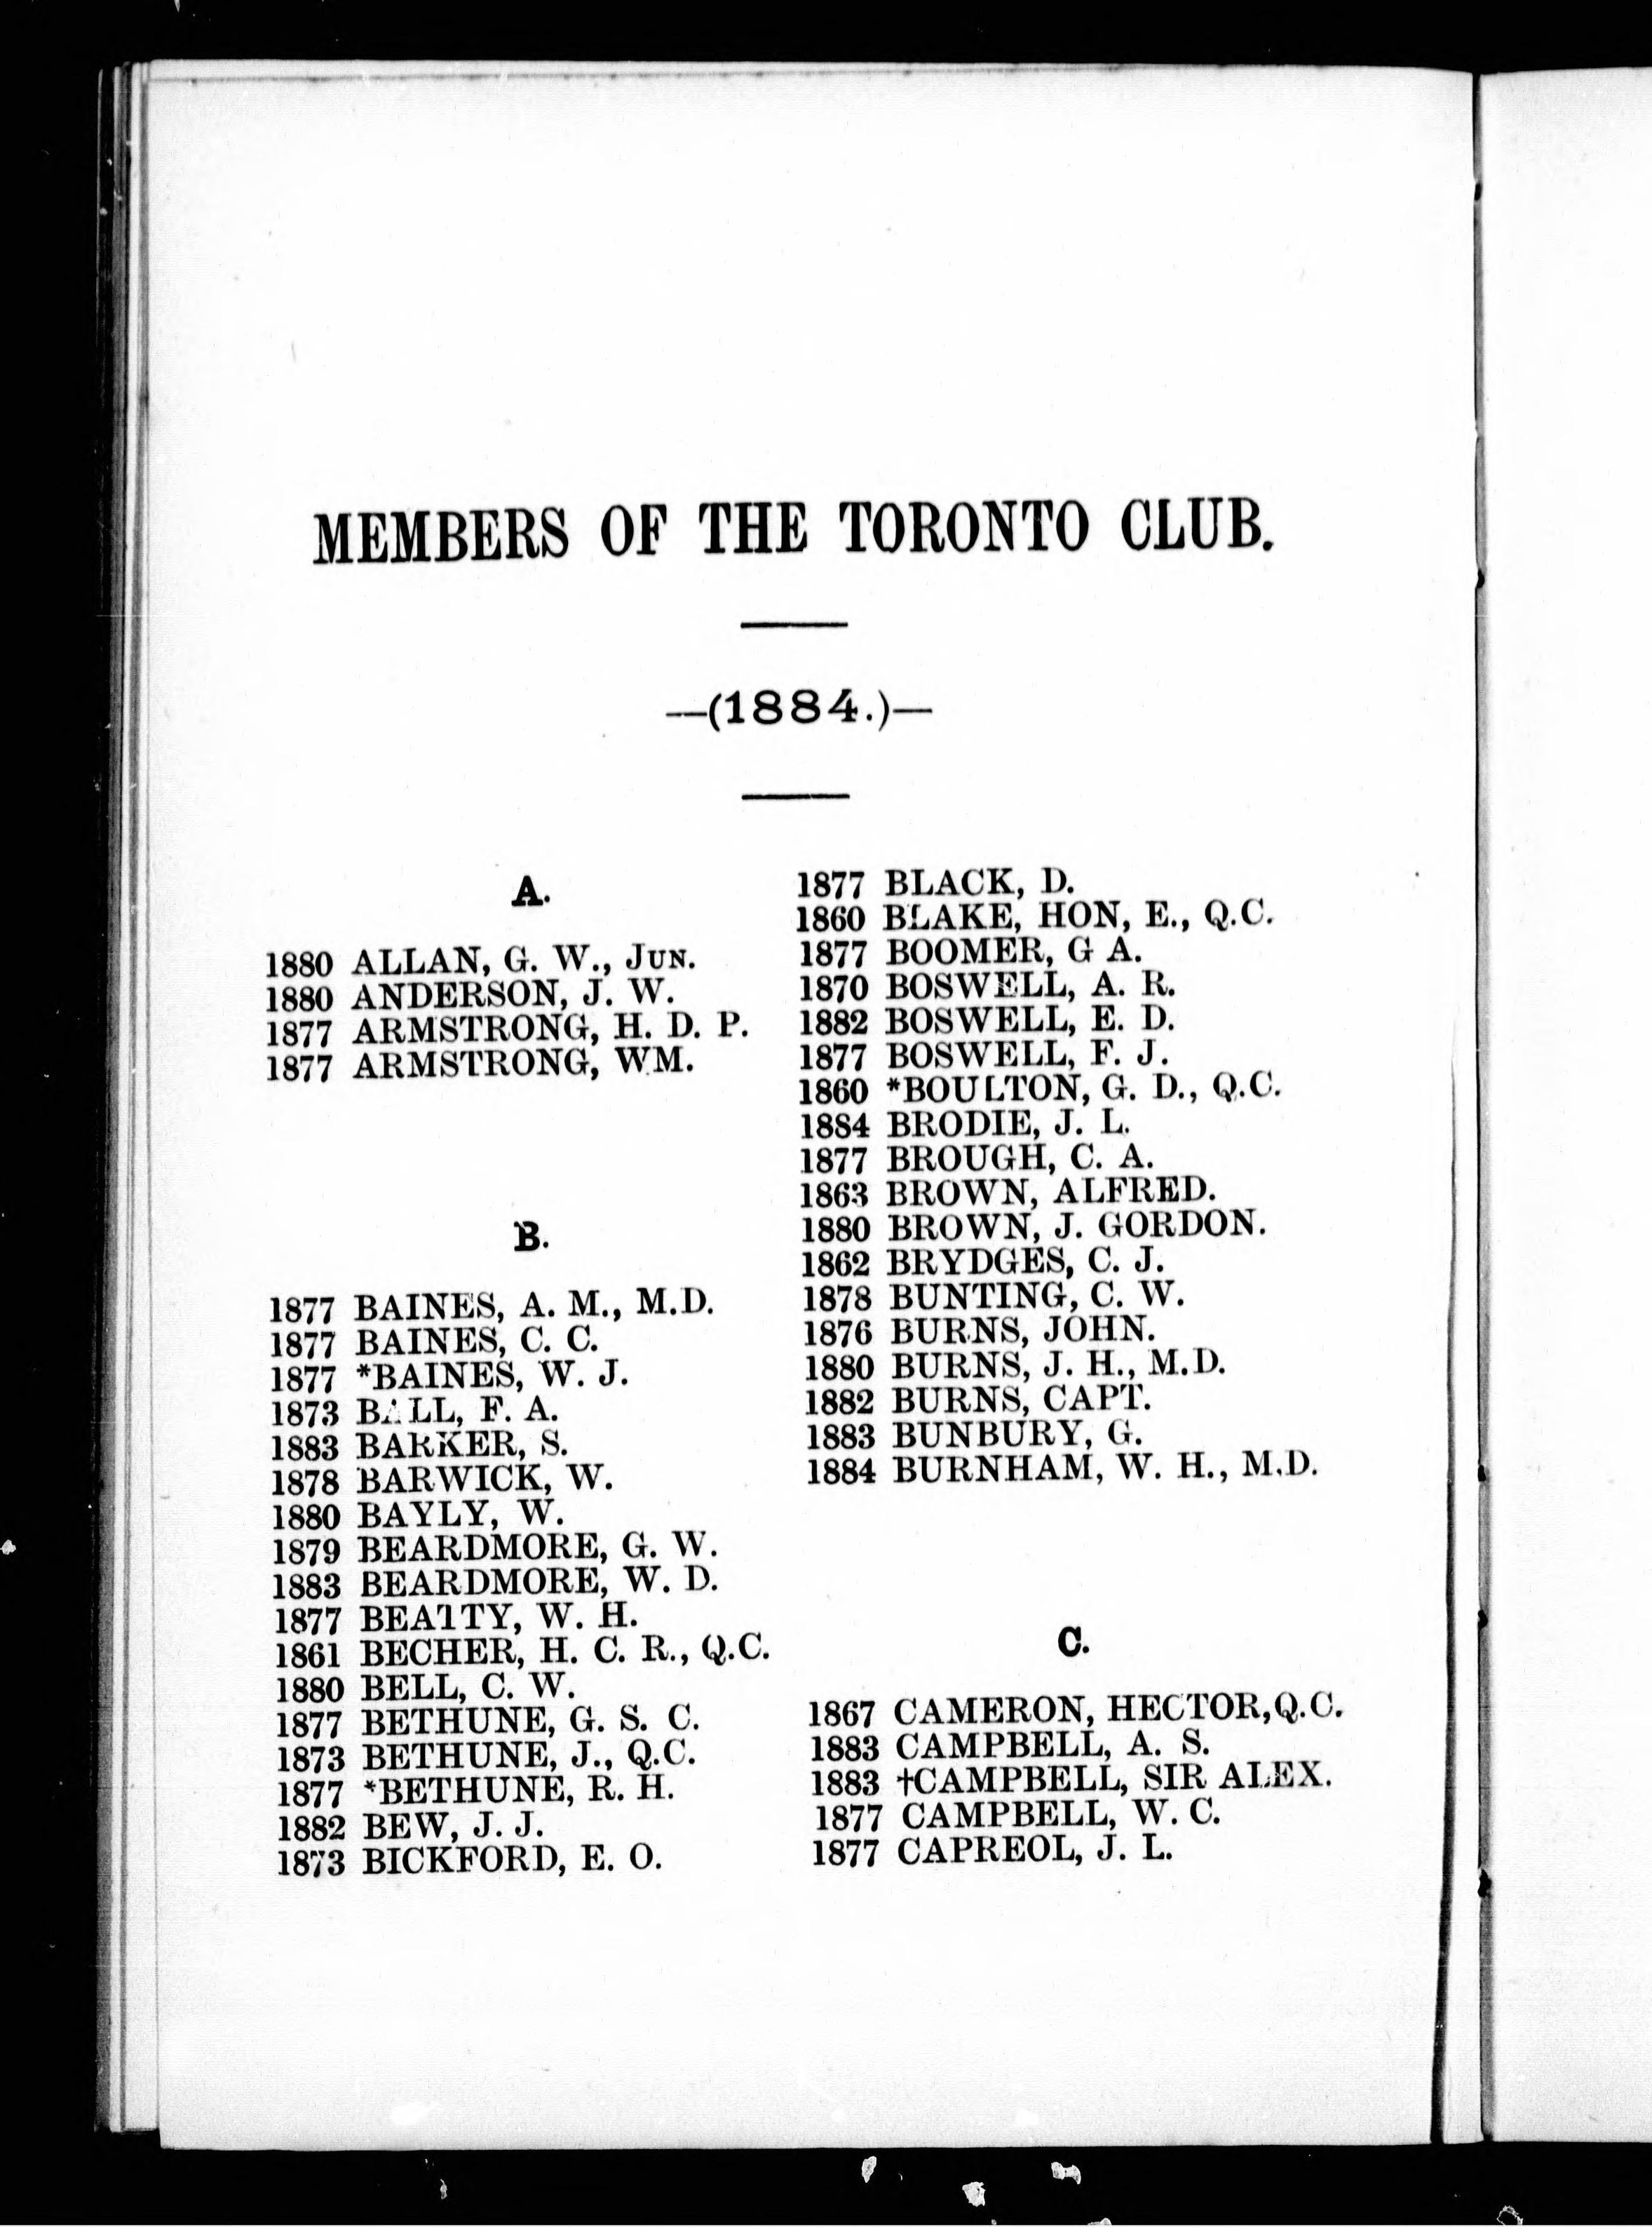 MEMBERS OF THE TORONTO CLUB.
—(1884.)—
A.
1880 ALLAN, G. W., JUN.
1880 ANDERSON, J. W.
1877 ARMSTRONG, H. D. P.
1877 ARMSTRONG, WM.
B.
1877 BAINES, A. M., M.D.
1877 BAINES, C. C.
1877 *BAINES, W. J.
1873 BALL, F. A.
1883 BARKER, S.
1878 BARWICK, W.
1880 BAYLY, W.
1879 BEARDMORE, G. W.
1883 BEARDMORE, W. D.
1877 BEATTY, W. H.
1861 BECHER, H. C. R., Q.C.
1880 BELL, C. W.
1877 BETHUNE, G. S. C.
1873 BETHUNE, J., Q.C.
1877 *BETHUNE, R. H.
1882 BEW, J. J.
1873 BICKFORD, E. O.
1877 BLACK, D.
1860 BLAKE, HON, E., Q.C.
1877 BOOMER, G A.
1870 BOSWELL, A. R.
1882 BOSWELL, E. D.
1877 BOSWELL, F. J.
1860 *BOULTON, G. D., Q.C.
1884 BRODIE, J. L.
1877 BROUGH, C. A.
1863 BROWN, ALFRED.
1880 BROWN, J. GORDON.
1862 BRYDGES, C. J.
1878 BUNTING, C. W.
1876 BURNS, JOHN.
1880 BURNS, J. H., M.D.
1882 BURNS, CAPT.
1883 BUNBURY, G.
1884 BURNHAM, W. H., M.D.
C.
1867 CAMERON, HECTOR,Q.C.
1883 CAMPBELL, A. S.
1883 †CAMPBELL, SIR ALEX.
1877 CAMPBELL, W. C.
1877 CAPREOL, J. L.